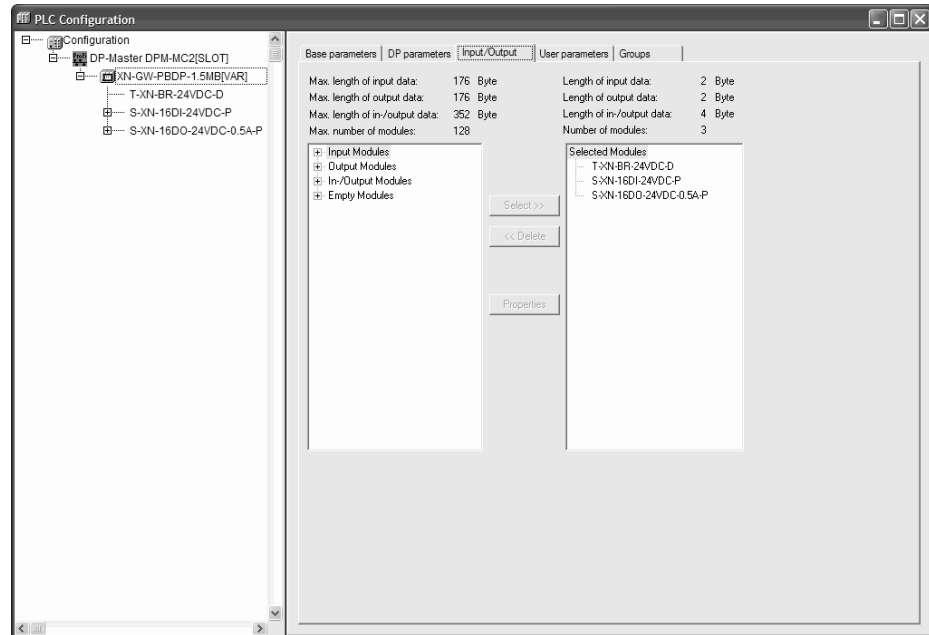 PLC Configuration
Configuration
DP-Master DPM-MC2[SLOT]
XN-GW-PBDP-1.5MB[VAR]
T-XN-BR-24VDC-D
S-XN-16DI-24VDC-P
S-XN-16DO-24VDC-0.5A-P
Base parameters DP parameters Input/Output User parameters Groups
Max. length of input data: 176 Byte Length of input data: 2 Byte
Max. length of output data: 176 Byte Length of output data: 2 Byte
Max. length of in-/output data: 352 Byte Length of in-/output data: 4 Byte
Max. number of modules: 128 Number of modules: 3
Input Modules
Output Modules
In-/Output Modules
Empty Modules
Select >>
<< Delete
Properties
Selected Modules
T-XN-BR-24VDC-D
S-XN-16DI-24VDC-P
S-XN-16DO-24VDC-0.5A-P